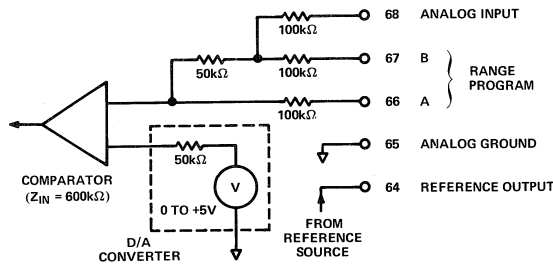 100kΩ
68 ANALOG INPUT
50kΩ
100kΩ
67 B
RANGE
PROGRAM
100kΩ
66 A
50kΩ
65 ANALOG GROUND
COMPARATOR
(ZIN = 600kΩ)
V
0 TO +5V
64 REFERENCE OUTPUT
D/A
CONVERTER
FROM
REFERENCE
SOURCE